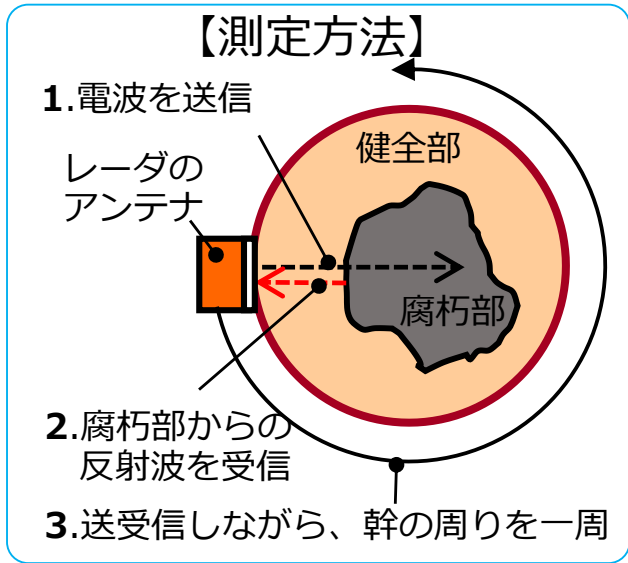 【測定方法】
1.電波を送信
健全部
レーダの
アンテナ
腐朽部
2.腐朽部からの
反射波を受信
3.送受信しながら、幹の周りを一周